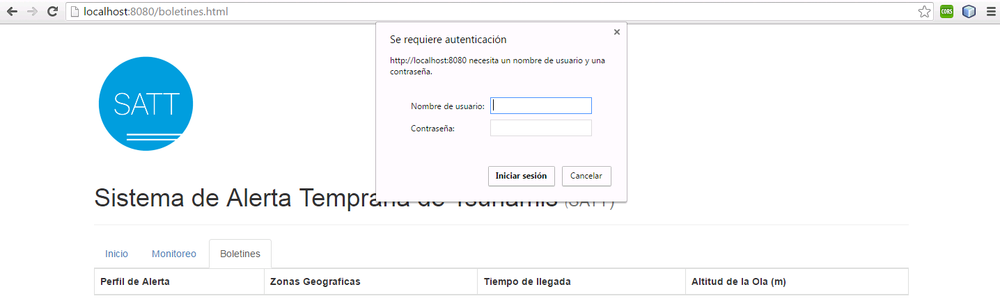 localhost:8080/boletines.html
CORS
Se requiere autenticación
http://localhost:8080 necesita un nombre de usuario y una
contraseña.
Nombre de usuario:
Contraseña:
Iniciar sesión
Cancelar
SATT
Sistema de Alerta Temprana de Tsunamis (SATT)
Inicio
Monitoreo
Boletines
Perfil de Alerta
Zonas Geograficas
Tiempo de llegada
Altitud de la Ola (m)